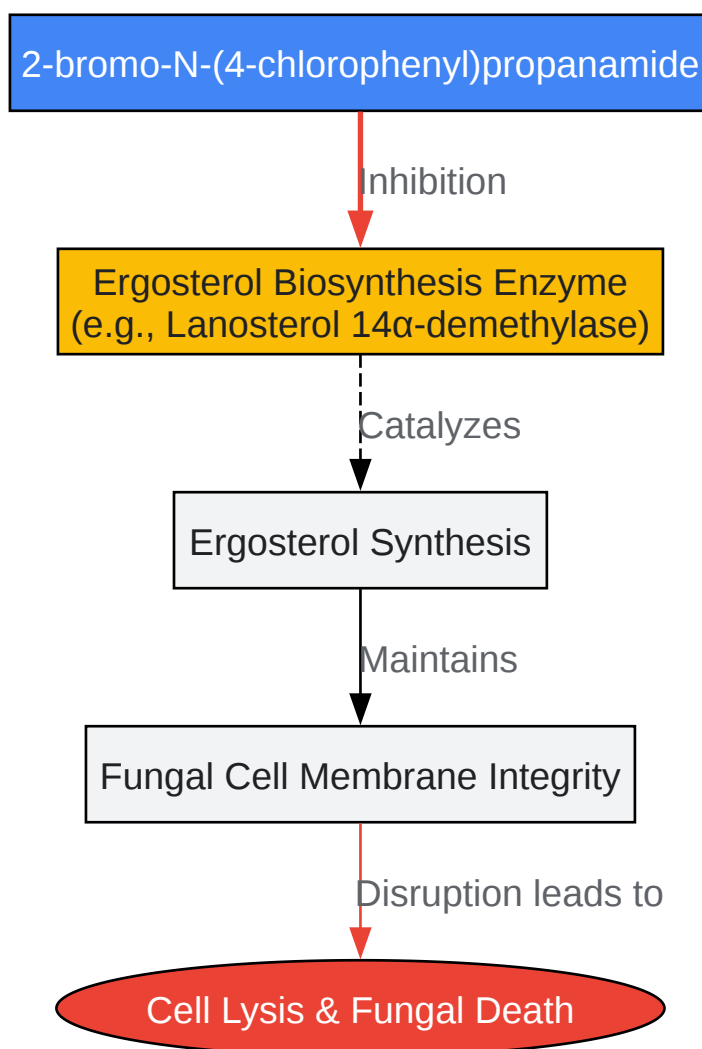 2-bromo-N-(4-chlorophenyl)propanamide
Inhibition
Ergosterol Biosynthesis Enzyme
(e.g., Lanosterol 14α-demethylase)
Catalyzes
Ergosterol Synthesis
Maintains
Fungal Cell Membrane Integrity
Disruption leads to
Cell Lysis & Fungal Death